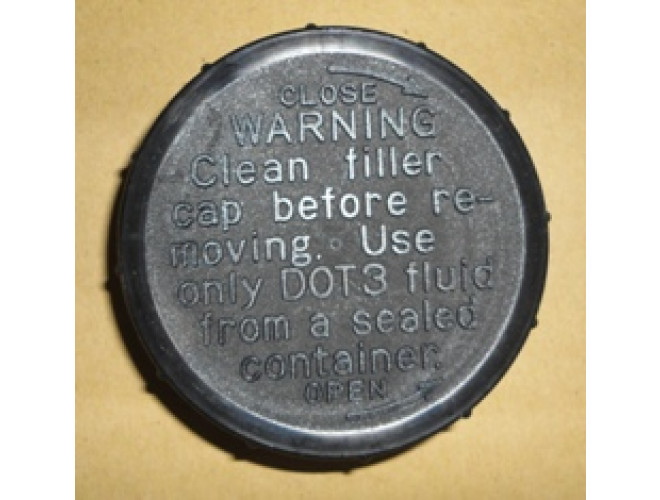 CLOSE
WARNING
Clean filler
cap before re-
moving. Use
only DOT3 fluid
from a sealed
container.
OPEN